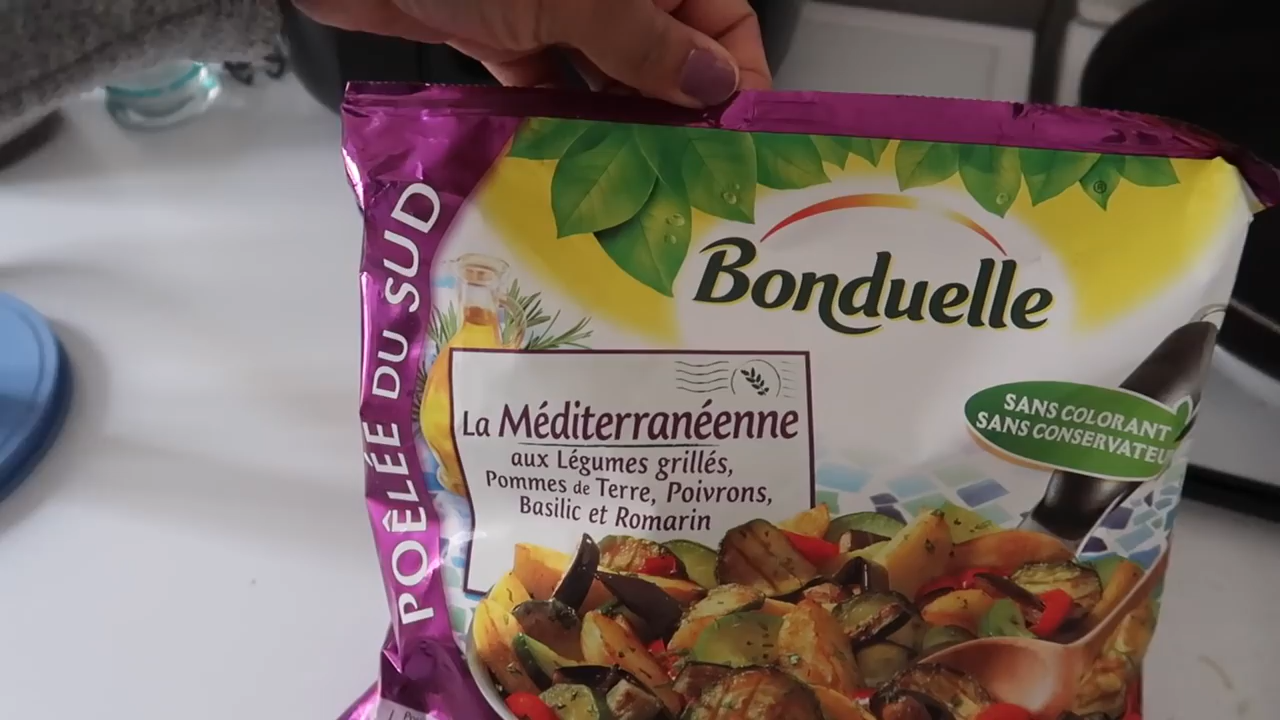 POÊLÉE DU SUD
Bonduelle
La Méditerranéenne
aux Légumes grillés,
Pommes de Terre, Poivrons,
Basilic et Romarin
SANS COLORANT
SANS CONSERVATEU